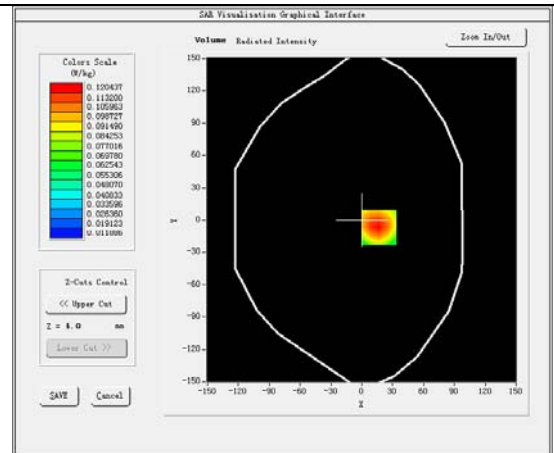 SAR Visualisation Graphical Interface
Volume Radiated Intensity
Zoom In/Out
Colors Scale
(W/kg)
0.120437
0.113200
0.105963
0.098727
0.091490
0.084253
0.077016
0.069780
0.062543
0.055306
0.048070
0.040833
0.033596
0.026360
0.019123
0.011886
Z-Cuts Control
<< Upper Cut
Z = 4.0 mm
Lower Cut >>
SAVE
Cancel
150
120
90
60
30
0
-30
-60
-90
-120
-150
Y
-150 -120 -90 -60 -30 0 30 60 90 120 150
X